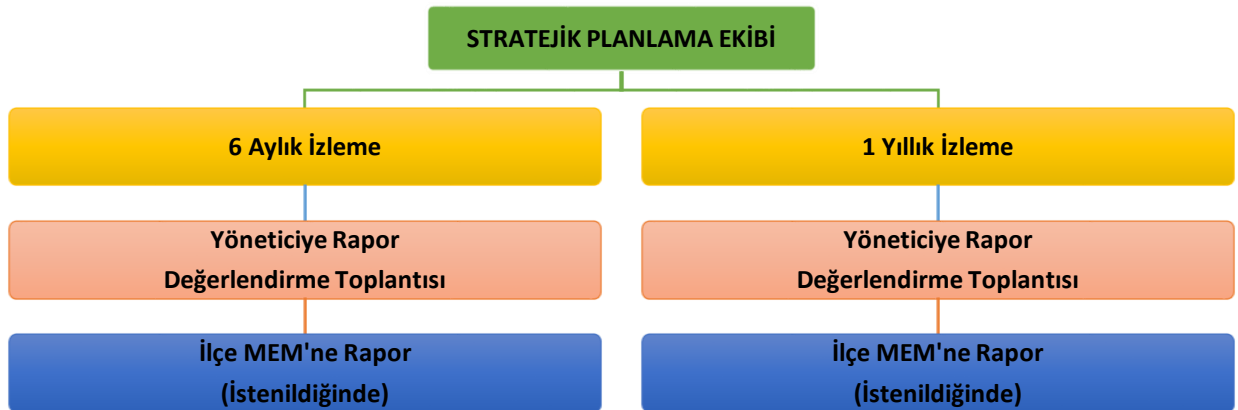 STRATEJİK PLANLAMA EKİBİ
6 Aylık İzleme
Yöneticiye Rapor
Değerlendirme Toplantısı
İlçe MEM'ne Rapor
(İstenildiğinde)
1 Yıllık İzleme
Yöneticiye Rapor
Değerlendirme Toplantısı
İlçe MEM'ne Rapor
(İstenildiğinde)